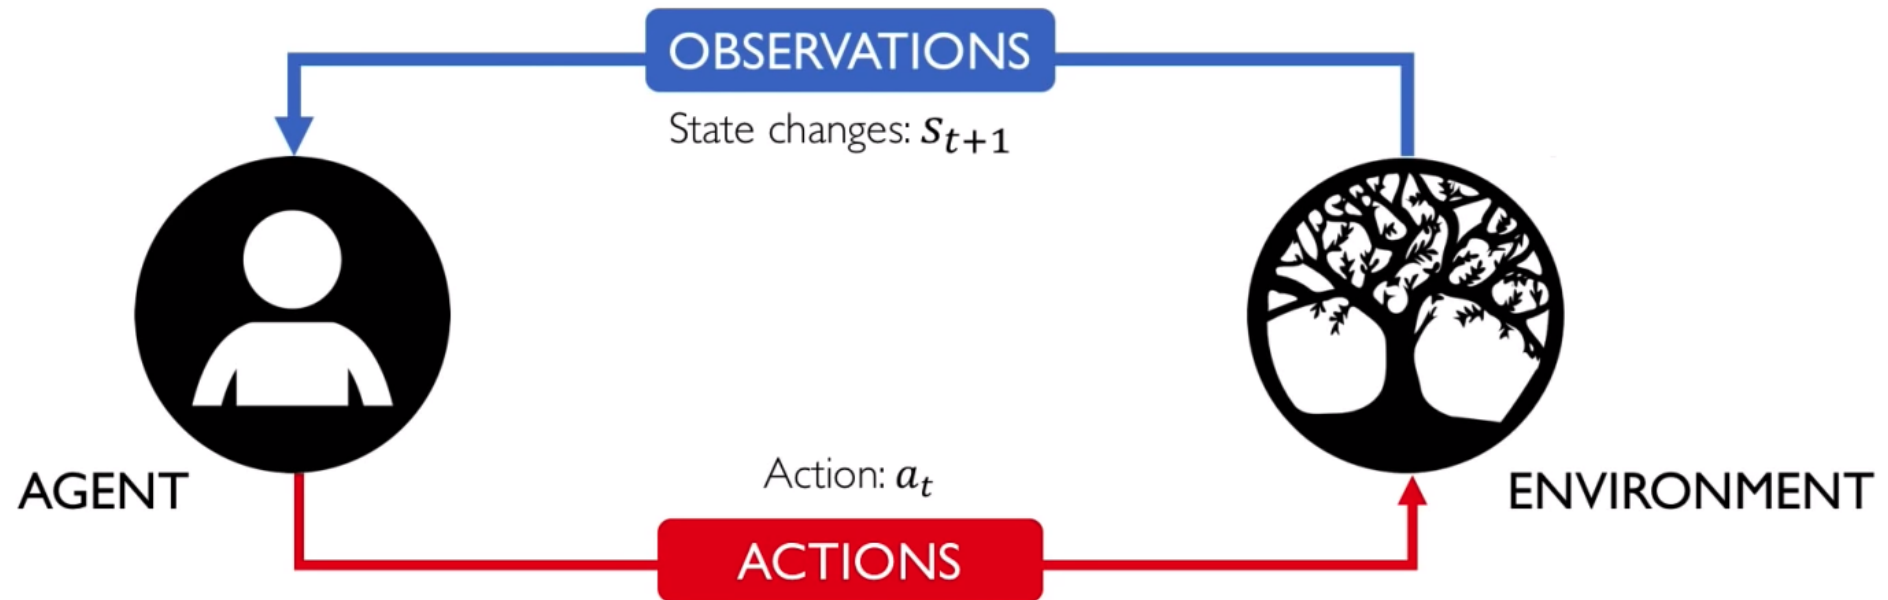 OBSERVATIONS
State changes: s_{t+1}
AGENT
Action: a_t
ENVIRONMENT
ACTIONS